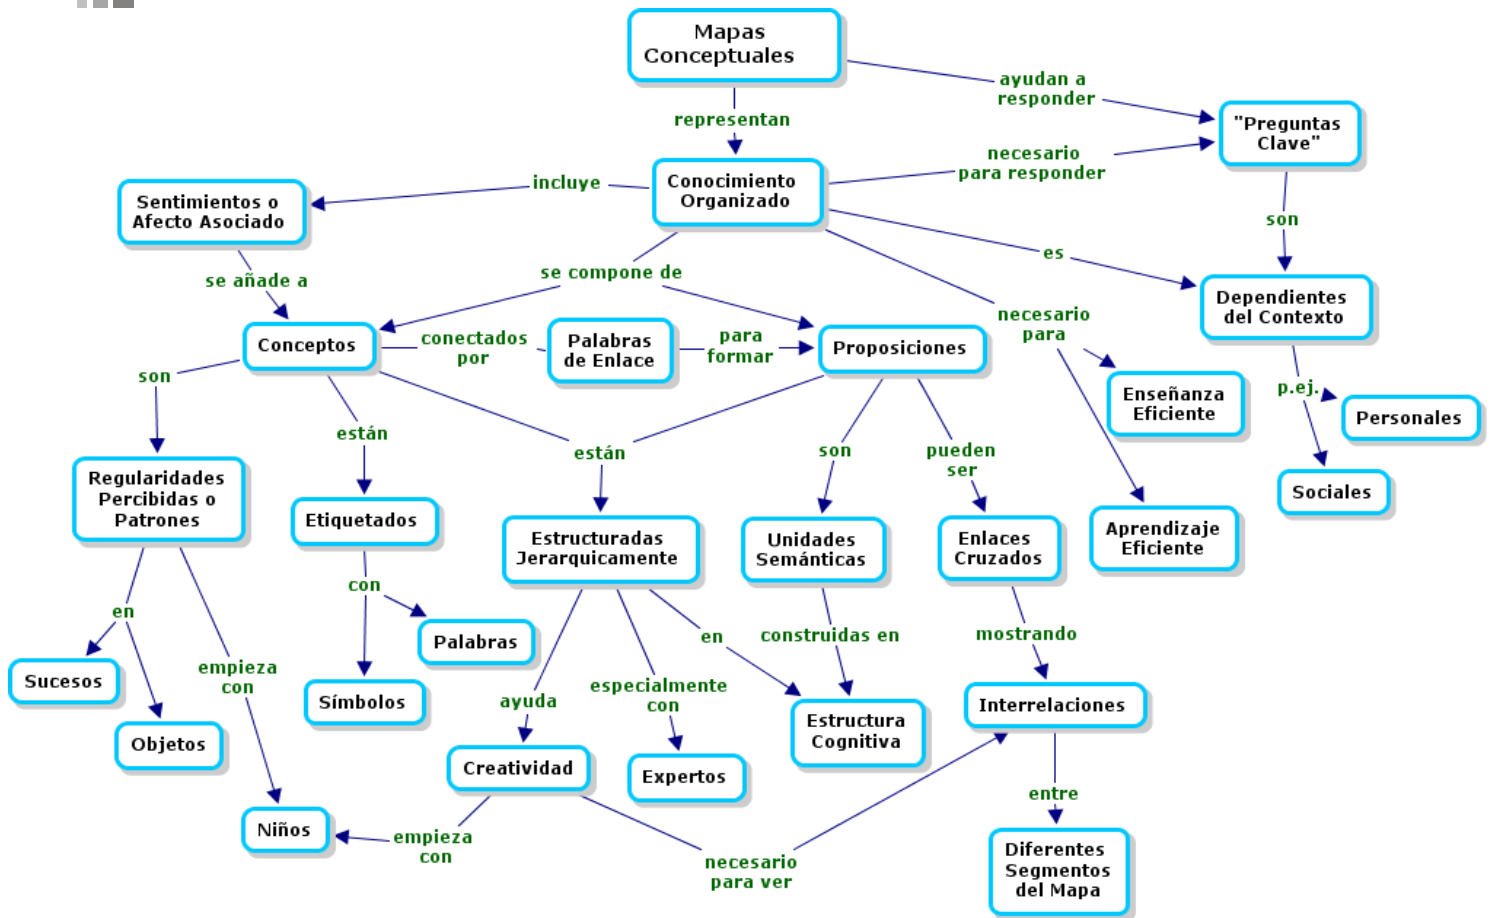 Mapas
Conceptuales
ayudan a
responder
representan
"Preguntas
Clave"
necesario
para responder
Conocimiento
Organizado
incluye
Sentimientos o
Afecto Asociado
son
se añade a
se compone de
es
Dependientes
del Contexto
necesario
para
Conceptos
conectados
por
Palabras
de Enlace
para
formar
Proposiciones
son
están
Enseñanza
Eficiente
p.ej.
Personales
están
son
pueden
ser
Regularidades
Percibidas o
Patrones
Etiquetados
Sociales
Estructuradas
Jerarquicamente
Unidades
Semánticas
Enlaces
Cruzados
Aprendizaje
Eficiente
en
con
Palabras
en
construidas en
mostrando
Sucesos
empieza
con
Símbolos
ayuda
especialmente
con
Estructura
Cognitiva
Interrelaciones
Objetos
Creatividad
Expertos
entre
Niños
empieza
con
necesario
para ver
Diferentes
Segmentos
del Mapa